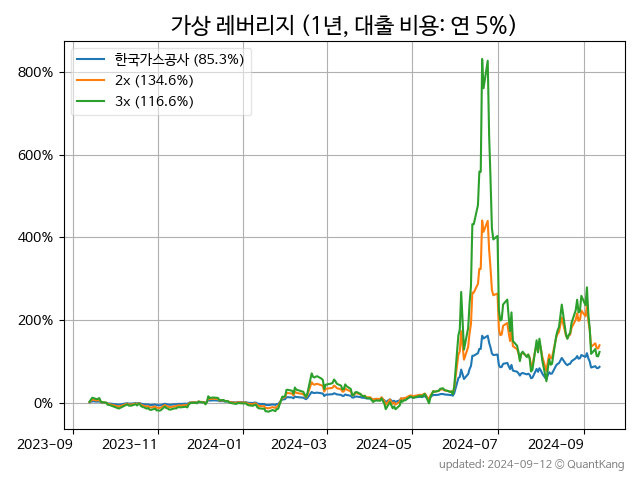 가상 레버리지 (1년, 대출 비용: 연 5%)
한국가스공사 (85.3%)
2x (134.6%)
3x (116.6%)
800%
600%
400%
200%
0%
2023-09 2023-11 2024-01 2024-03 2024-05 2024-07 2024-09
updated: 2024-09-12 © QuantKang